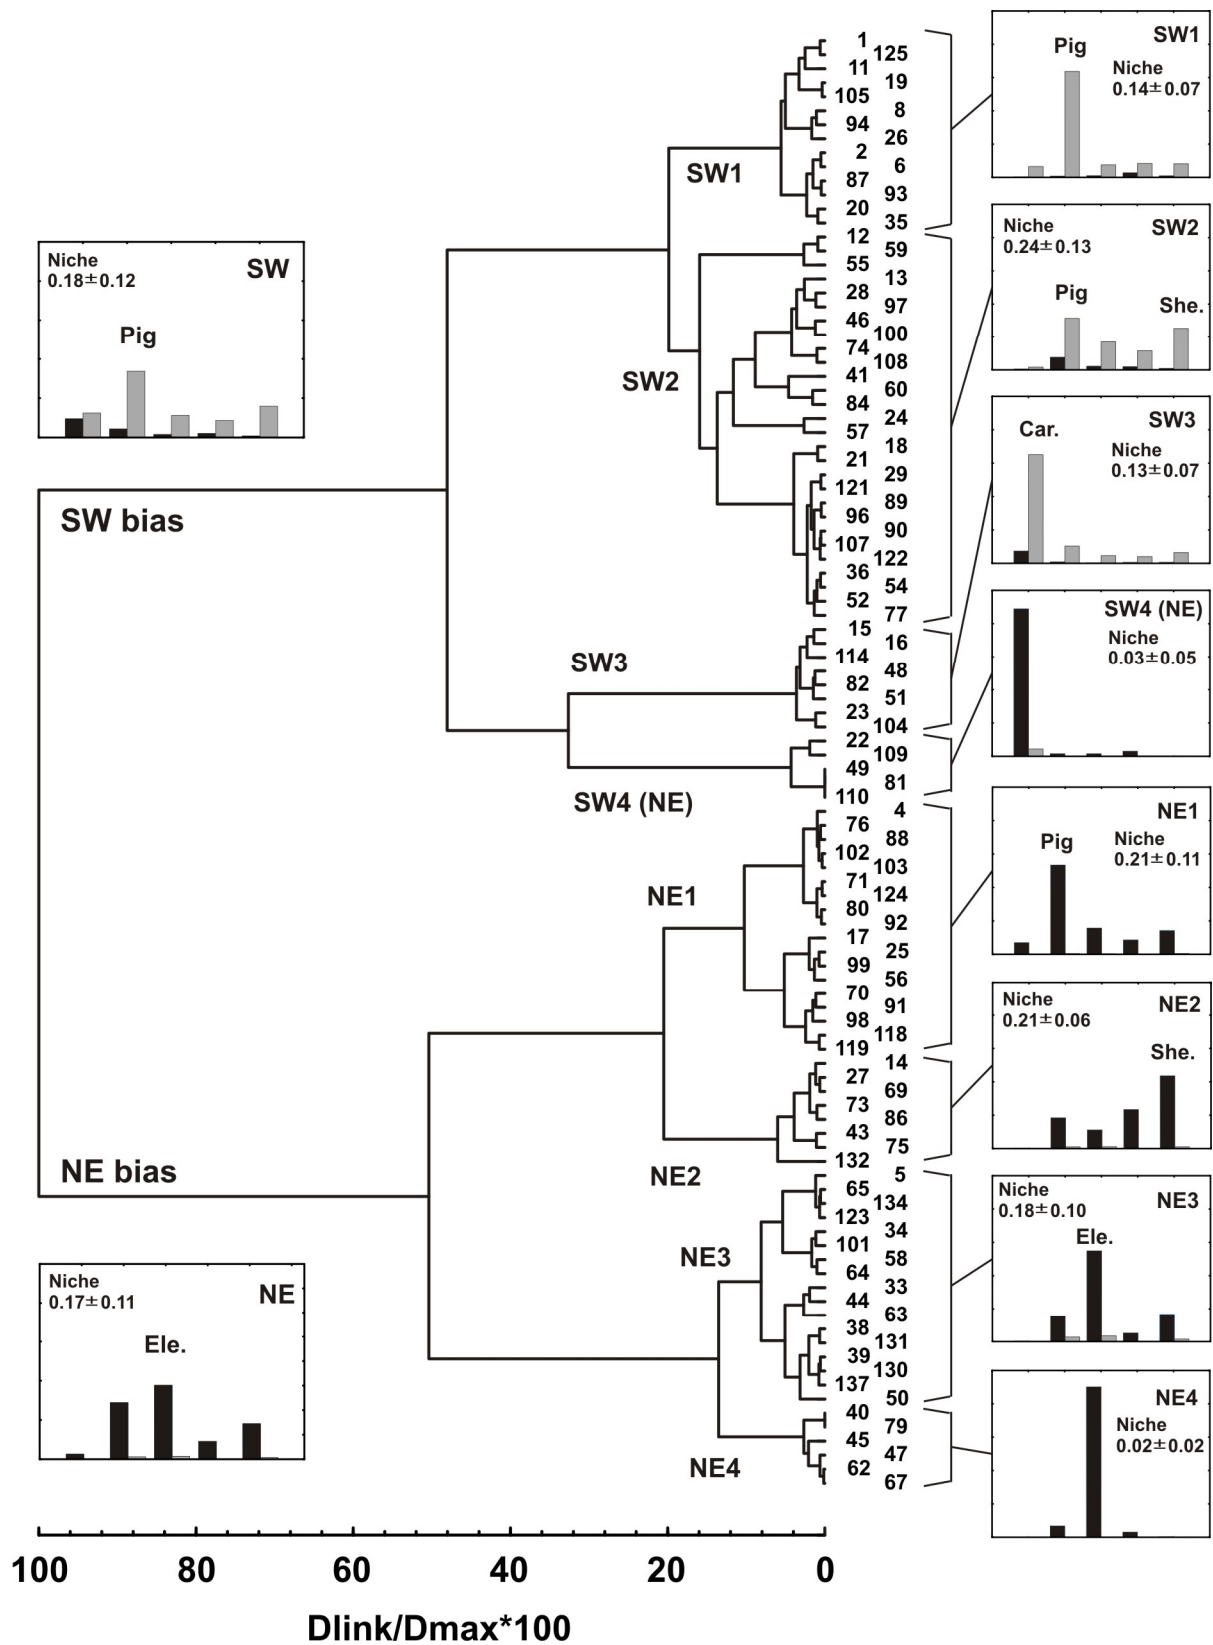 SW
Niche
0.18±0.12
Pig
SW bias
SW1
SW2
SW3
SW4 (NE)
NE bias
NE1
NE2
NE3
NE4
NE
Niche
0.17±0.11
Ele.
1
125
11
19
105
8
94
26
2
6
87
93
20
35
12
59
55
13
28
97
46
100
74
108
41
60
84
24
57
18
21
29
121
89
96
90
107
122
36
54
52
77
15
16
114
48
82
51
23
104
22
109
49
81
110
4
76
88
102
103
71
124
80
92
17
25
99
56
70
91
98
118
119
14
27
69
73
86
43
75
132
5
65
134
123
34
101
58
64
33
44
63
38
131
39
130
137
50
40
79
45
47
62
67
SW1
Pig
Niche
0.14±0.07
SW2
Niche
0.24±0.13
Pig
She.
SW3
Car.
Niche
0.13±0.07
SW4 (NE)
Niche
0.03±0.05
NE1
Pig
Niche
0.21±0.11
NE2
Niche
0.21±0.06
She.
NE3
Niche
0.18±0.10
Ele.
NE4
Niche
0.02±0.02
100 80 60 40 20 0
Dlink/Dmax*100